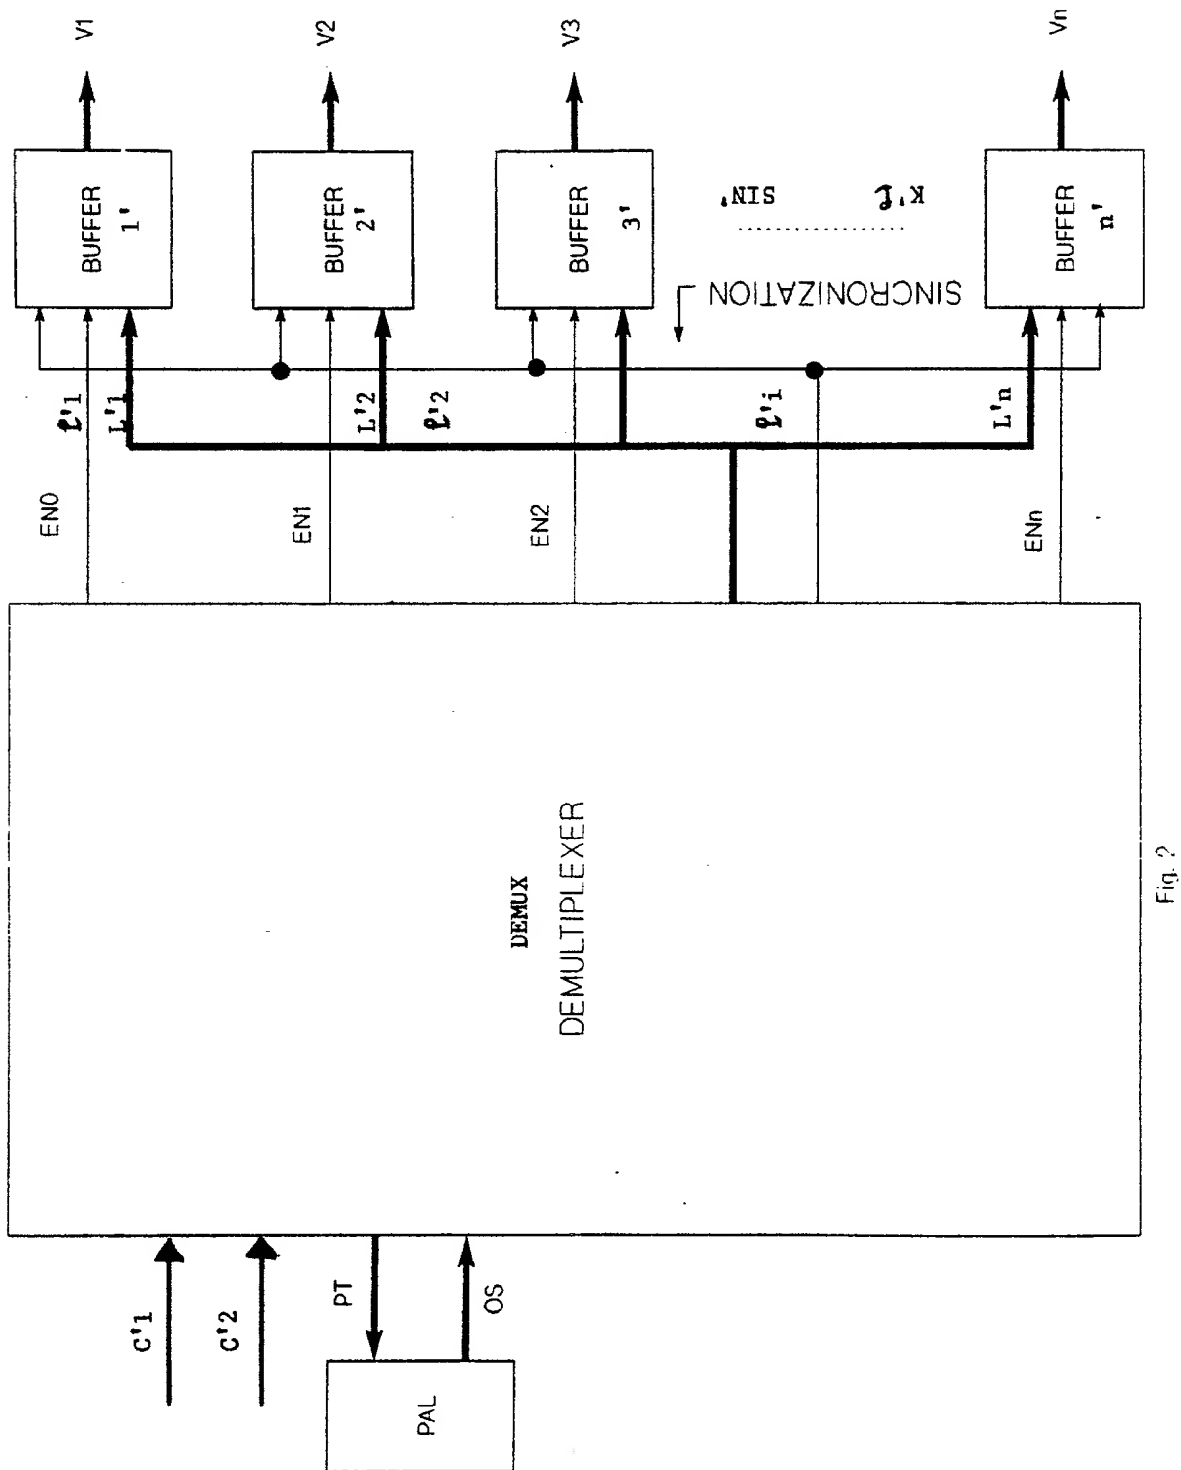 V1
V2
V3
Vn
BUFFER
1'
BUFFER
2'
BUFFER
3'
BUFFER
n'
SIN'
K'ℓ
SINCRONIZATION
ℓ'1
L'1
L'2
ℓ'2
ℓ'i
L'n
EN0
EN1
EN2
ENn
DEMUX
DEMULTIPLEXER
C'1
C'2
PT
OS
PAL
Fig. 2